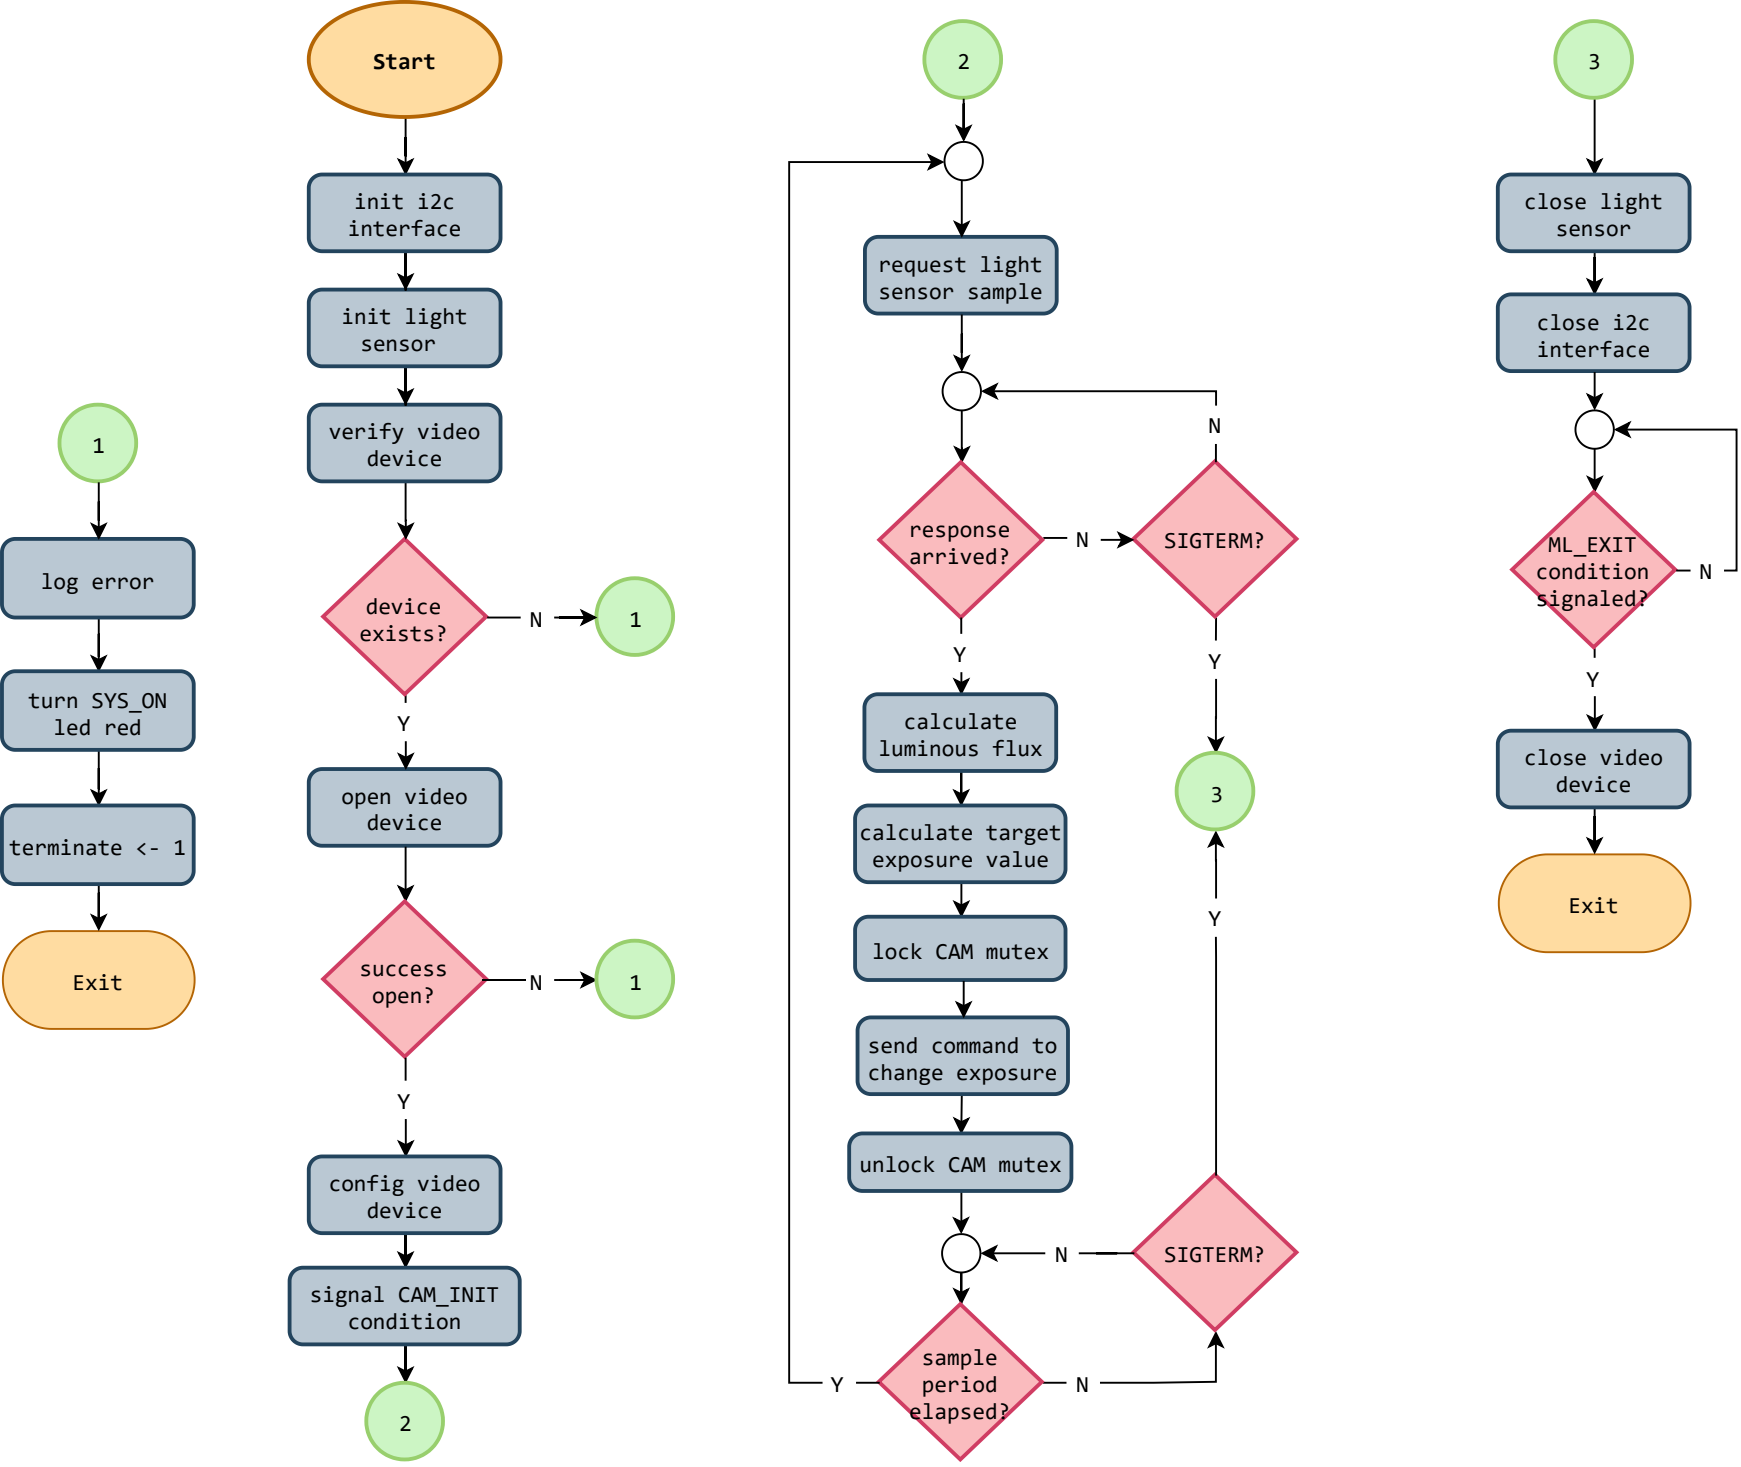 1
log error
turn SYS_ON
led red
terminate <- 1
Exit
Start
init i2c
interface
init light
sensor
verify video
device
device
exists?
N
1
Y
open video
device
success
open?
N
1
Y
config video
device
signal CAM_INIT
condition
2
2
request light
sensor sample
response
arrived?
N
SIGTERM?
N
Y
Y
calculate
luminous flux
3
calculate target
exposure value
Y
lock CAM mutex
send command to
change exposure
unlock CAM mutex
N
SIGTERM?
sample
period
elapsed?
Y
N
3
close light
sensor
close i2c
interface
ML_EXIT
condition
signaled?
N
Y
close video
device
Exit